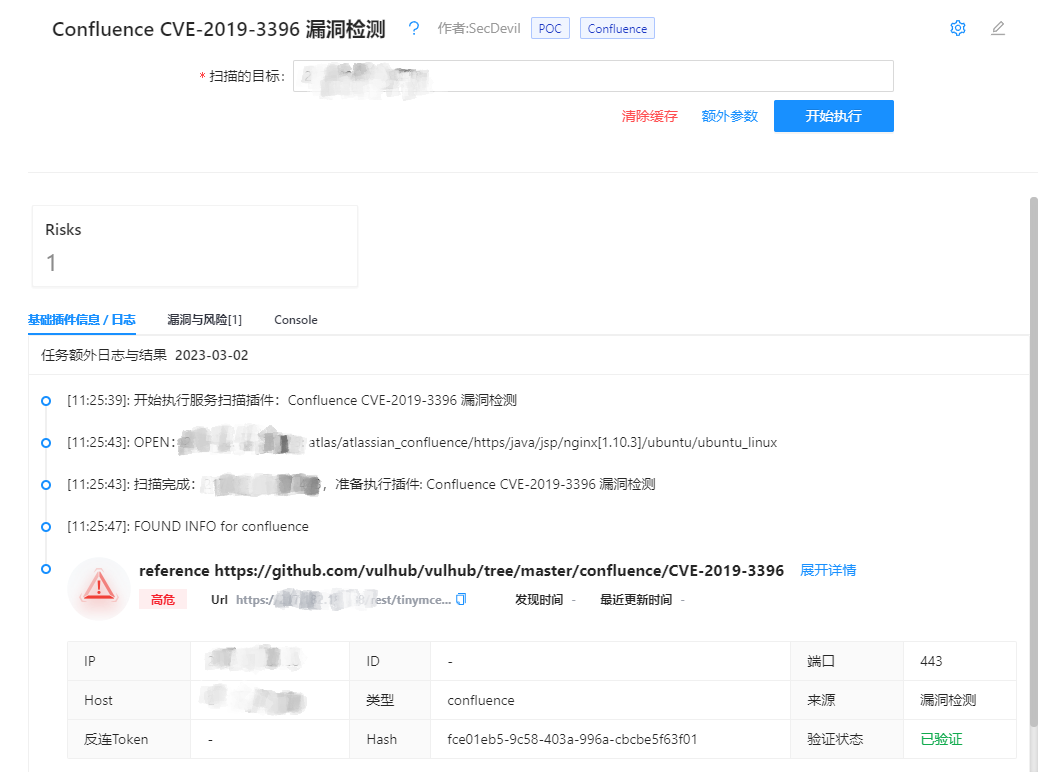 Confluence CVE-2019-3396 漏洞检测 ? 作者:SecDevil POC Confluence
* 扫描的目标:
清除缓存 额外参数 开始执行
Risks
1
基础插件信息 / 日志 漏洞与风险[1] Console
任务额外日志与结果 2023-03-02
[11:25:39]: 开始执行服务扫描插件：Confluence CVE-2019-3396 漏洞检测
[11:25:43]: OPEN: atlas/atlassian_confluence/https/java/jsp/nginx[1.10.3]/ubuntu/ubuntu_linux
[11:25:43]: 扫描完成: ，准备执行插件: Confluence CVE-2019-3396 漏洞检测
[11:25:47]: FOUND INFO for confluence
reference https://github.com/vulhub/vulhub/tree/master/confluence/CVE-2019-3396 展开详情
高危 Url https:/ /rest/tinymce... 发现时间 - 最近更新时间 -
IP ID - 端口 443
Host 类型 confluence 来源 漏洞检测
反连Token - Hash fce01eb5-9c58-403a-996a-cbcbe5f63f01 验证状态 已验证